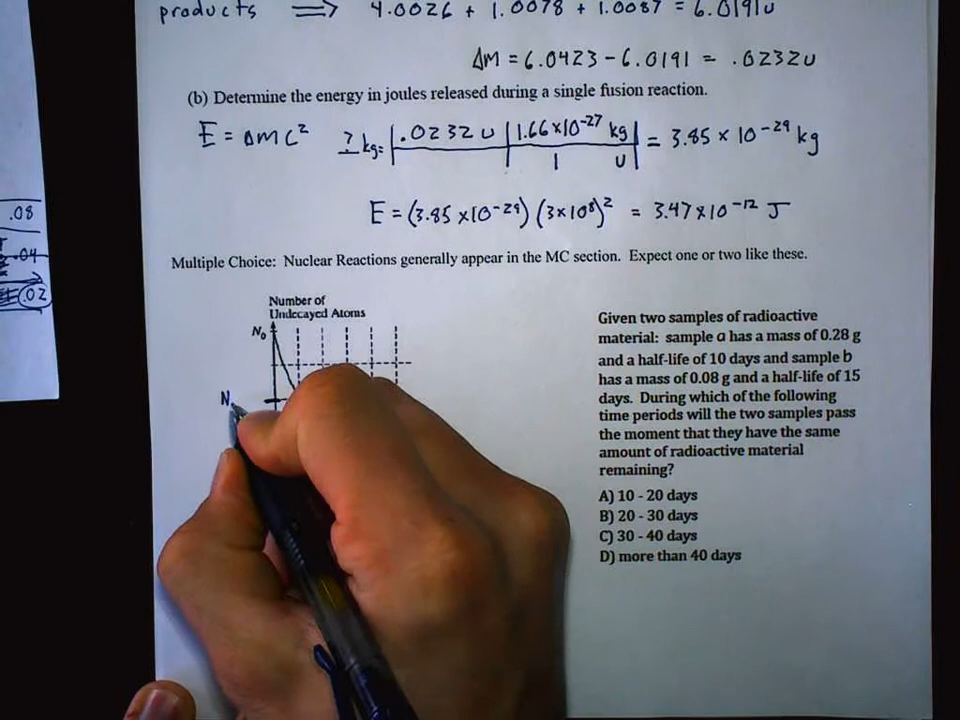 products ⟹ 4.0026 + 1.0078 + 1.0087 = 6.0191u
ΔM = 6.0423 - 6.0191 = .0232u
(b) Determine the energy in joules released during a single fusion reaction.
E = ΔMC² ? kg= .0232 u 1.66×10⁻²⁷ kg = 3.85 × 10⁻²⁹ kg
1 u
E = (3.85 ×10⁻²⁹) (3×10⁸)² = 3.47×10⁻¹² J
.08
.04
.02
Multiple Choice: Nuclear Reactions generally appear in the MC section. Expect one or two like these.
Number of
Undecayed Atoms
N₀
N
Given two samples of radioactive
material: sample a has a mass of 0.28 g
and a half-life of 10 days and sample b
has a mass of 0.08 g and a half-life of 15
days. During which of the following
time periods will the two samples pass
the moment that they have the same
amount of radioactive material
remaining?
A) 10 - 20 days
B) 20 - 30 days
C) 30 - 40 days
D) more than 40 days